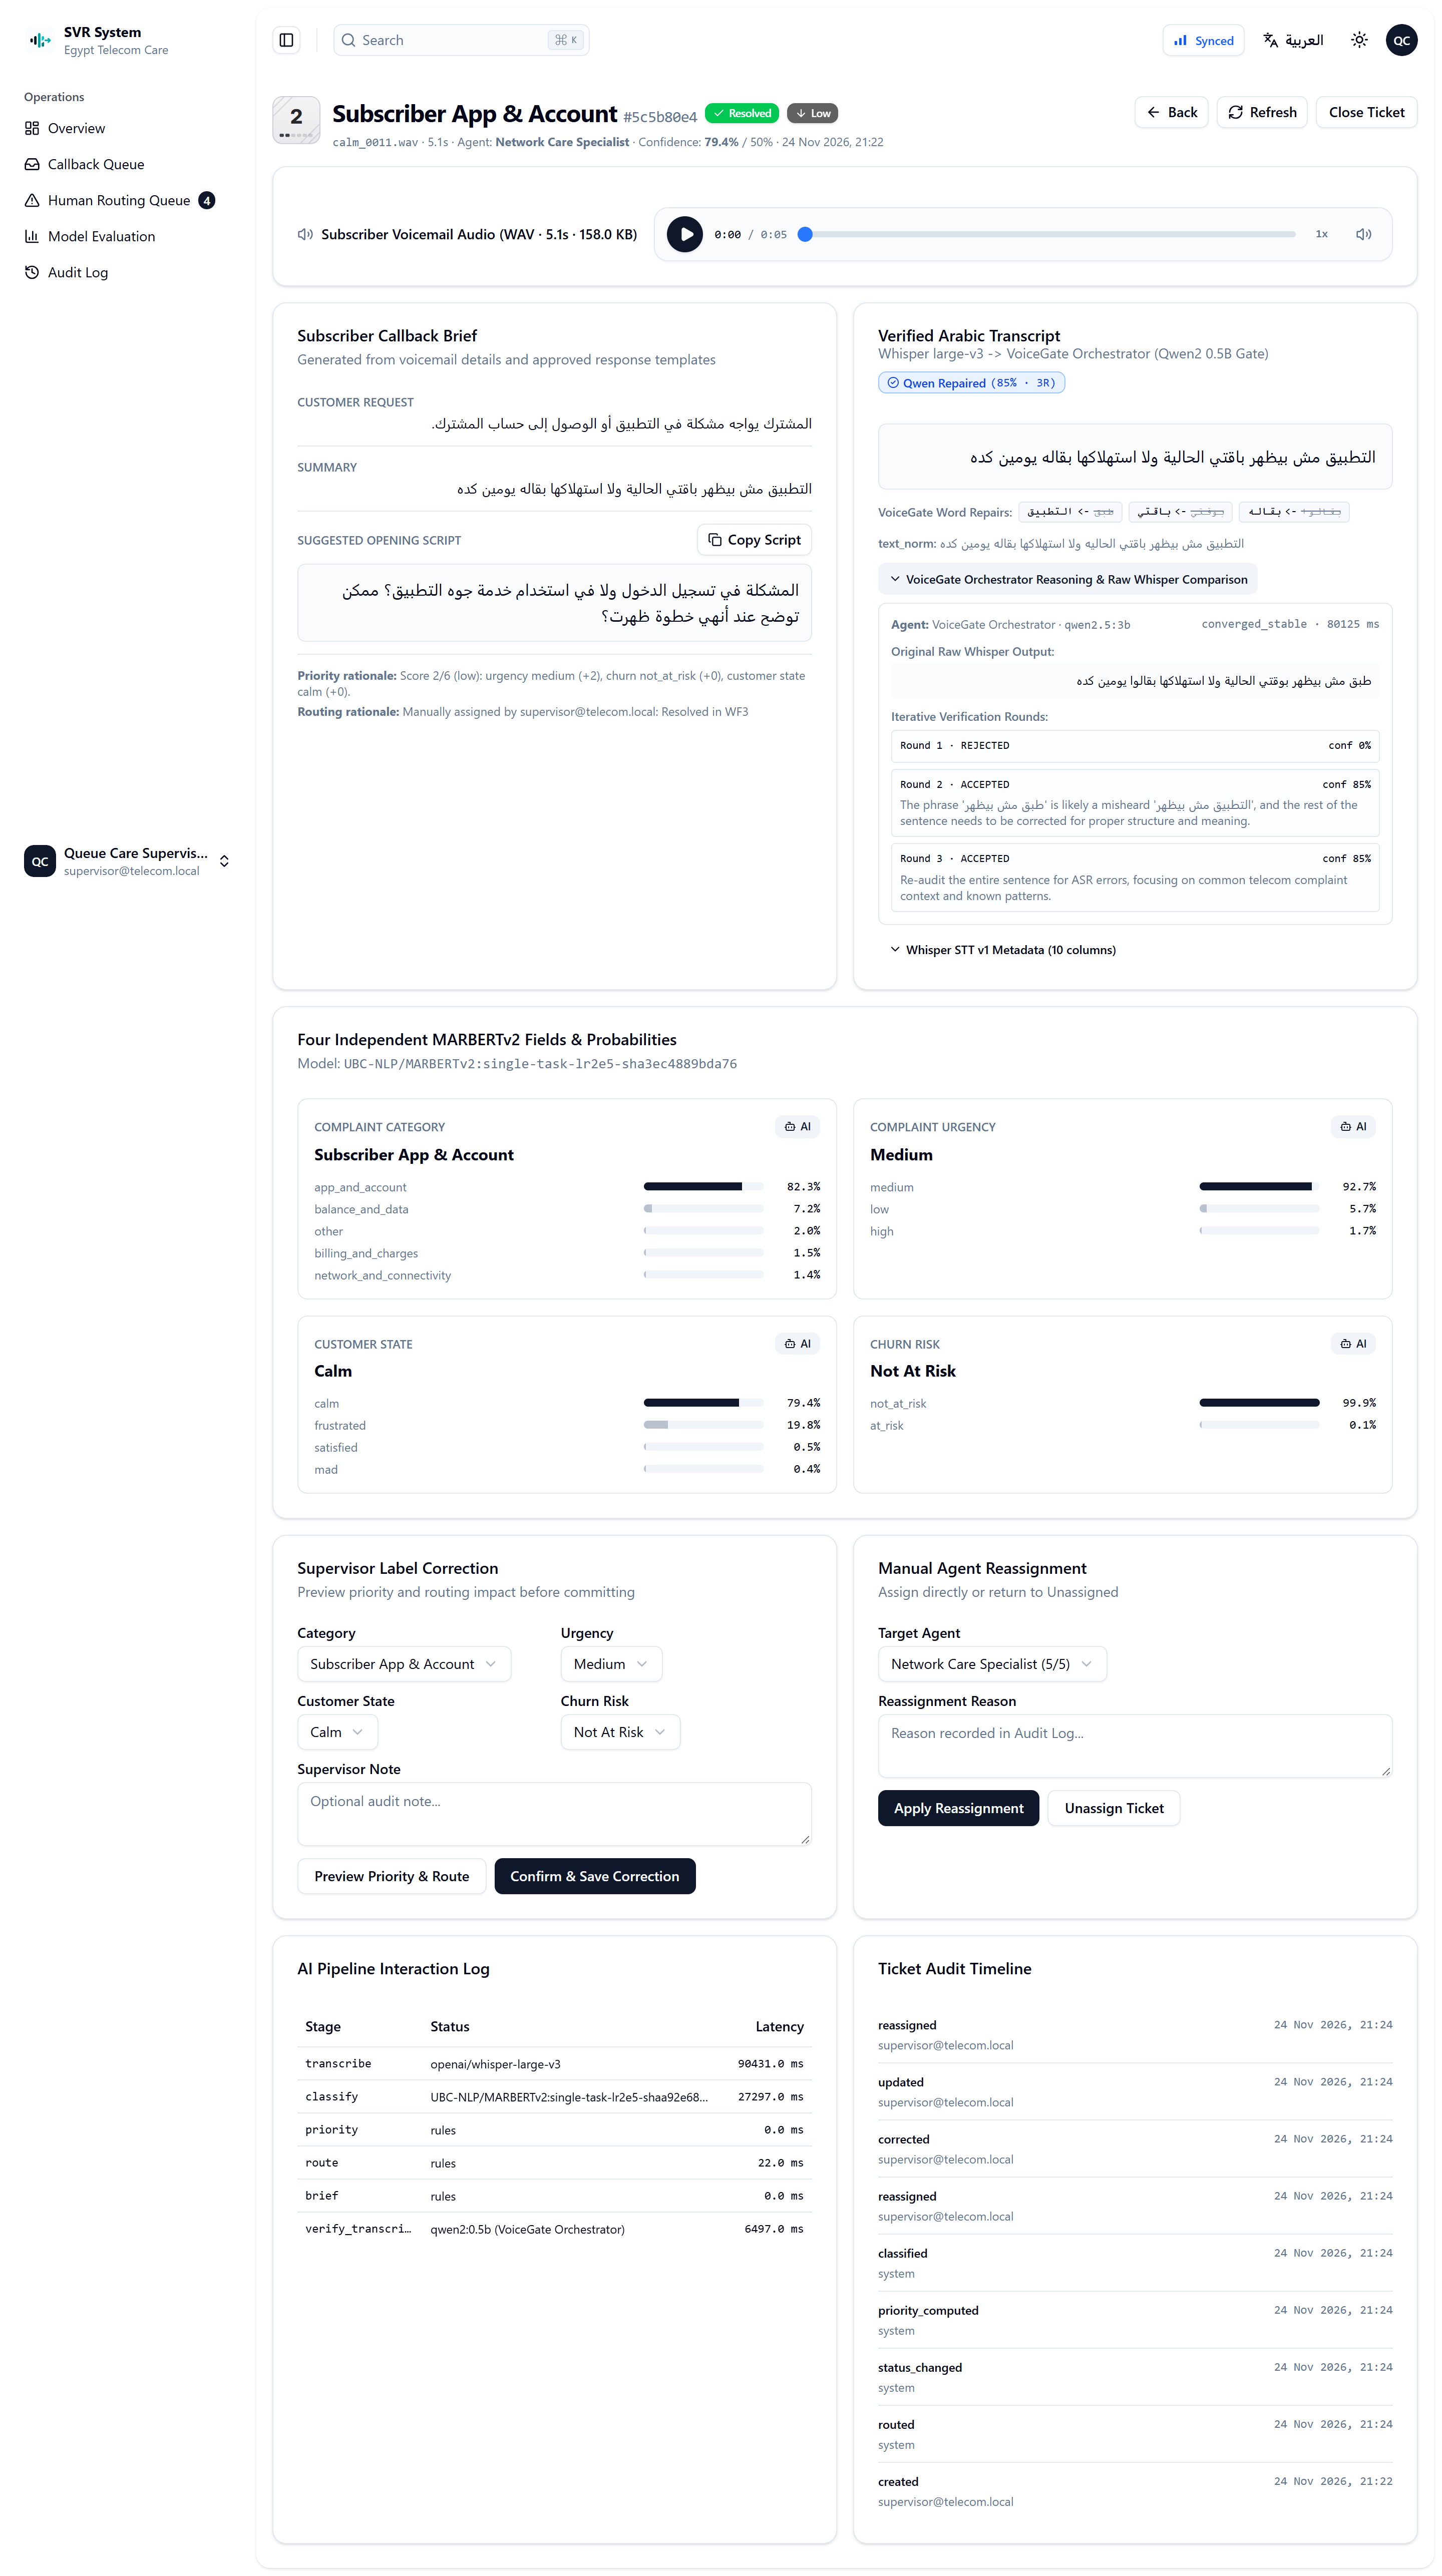 SVR System
Egypt Telecom Care
Operations
Overview
Callback Queue
Human Routing Queue 4
Model Evaluation
Audit Log
QC
Queue Care Supervis...
supervisor@telecom.local
Search ⌘ K
Synced
العربية
QC
2
Subscriber App & Account #5c5b80e4 Resolved Low
calm_0011.wav · 5.1s · Agent: Network Care Specialist · Confidence: 79.4% / 50% · 24 Nov 2026, 21:22
Back
Refresh
Close Ticket
Subscriber Voicemail Audio (WAV · 5.1s · 158.0 KB)
0:00 / 0:05
1x
Subscriber Callback Brief
Generated from voicemail details and approved response templates
CUSTOMER REQUEST
المشترك يواجه مشكلة في التطبيق أو الوصول إلى حساب المشترك.
SUMMARY
التطبيق مش بيظهر باقتي الحالية ولا استهلاكها بقاله يومين كده
SUGGESTED OPENING SCRIPT
Copy Script
المشكلة في تسجيل الدخول ولا في استخدام خدمة جوه التطبيق؟ ممكن
توضح عند أنهي خطوة ظهرت؟
Priority rationale: Score 2/6 (low): urgency medium (+2), churn not_at_risk (+0), customer state
calm (+0).
Routing rationale: Manually assigned by supervisor@telecom.local: Resolved in WF3
Verified Arabic Transcript
Whisper large-v3 -> VoiceGate Orchestrator (Qwen2 0.5B Gate)
Qwen Repaired (85% · 3R)
التطبيق مش بيظهر باقتي الحالية ولا استهلاكها بقاله يومين كده
VoiceGate Word Repairs: طبق -> التطبيق بوقتي -> باقتي بقالوا -> بقاله
text_norm: التطبيق مش بيظهر باقتي الحاليه ولا استهلاكها بقاله يومين كده
VoiceGate Orchestrator Reasoning & Raw Whisper Comparison
Agent: VoiceGate Orchestrator · qwen2.5:3b
converged_stable · 80125 ms
Original Raw Whisper Output:
طبق مش بيظهر بوقتي الحالية ولا استهلاكها بقالوا يومين كده
Iterative Verification Rounds:
Round 1 · REJECTED conf 0%
Round 2 · ACCEPTED conf 85%
The phrase 'طبق مش بيظهر' is likely a misheard 'التطبيق مش بيظهر', and the rest of the
sentence needs to be corrected for proper structure and meaning.
Round 3 · ACCEPTED conf 85%
Re-audit the entire sentence for ASR errors, focusing on common telecom complaint
context and known patterns.
Whisper STT v1 Metadata (10 columns)
Four Independent MARBERTv2 Fields & Probabilities
Model: UBC-NLP/MARBERTv2:single-task-lr2e5-sha3ec4889bda76
COMPLAINT CATEGORY AI
Subscriber App & Account
app_and_account 82.3%
balance_and_data 7.2%
other 2.0%
billing_and_charges 1.5%
network_and_connectivity 1.4%
COMPLAINT URGENCY AI
Medium
medium 92.7%
low 5.7%
high 1.7%
CUSTOMER STATE AI
Calm
calm 79.4%
frustrated 19.8%
satisfied 0.5%
mad 0.4%
CHURN RISK AI
Not At Risk
not_at_risk 99.9%
at_risk 0.1%
Supervisor Label Correction
Preview priority and routing impact before committing
Category
Subscriber App & Account
Urgency
Medium
Customer State
Calm
Churn Risk
Not At Risk
Supervisor Note
Optional audit note...
Preview Priority & Route
Confirm & Save Correction
Manual Agent Reassignment
Assign directly or return to Unassigned
Target Agent
Network Care Specialist (5/5)
Reassignment Reason
Reason recorded in Audit Log...
Apply Reassignment
Unassign Ticket
AI Pipeline Interaction Log
Stage Status Latency
transcribe openai/whisper-large-v3 90431.0 ms
classify UBC-NLP/MARBERTv2:single-task-lr2e5-shaa92e68... 27297.0 ms
priority rules 0.0 ms
route rules 22.0 ms
brief rules 0.0 ms
verify_transcri... qwen2:0.5b (VoiceGate Orchestrator) 6497.0 ms
Ticket Audit Timeline
reassigned 24 Nov 2026, 21:24
supervisor@telecom.local
updated 24 Nov 2026, 21:24
supervisor@telecom.local
corrected 24 Nov 2026, 21:24
supervisor@telecom.local
reassigned 24 Nov 2026, 21:24
supervisor@telecom.local
classified 24 Nov 2026, 21:24
system
priority_computed 24 Nov 2026, 21:24
system
status_changed 24 Nov 2026, 21:24
system
routed 24 Nov 2026, 21:24
system
created 24 Nov 2026, 21:22
supervisor@telecom.local